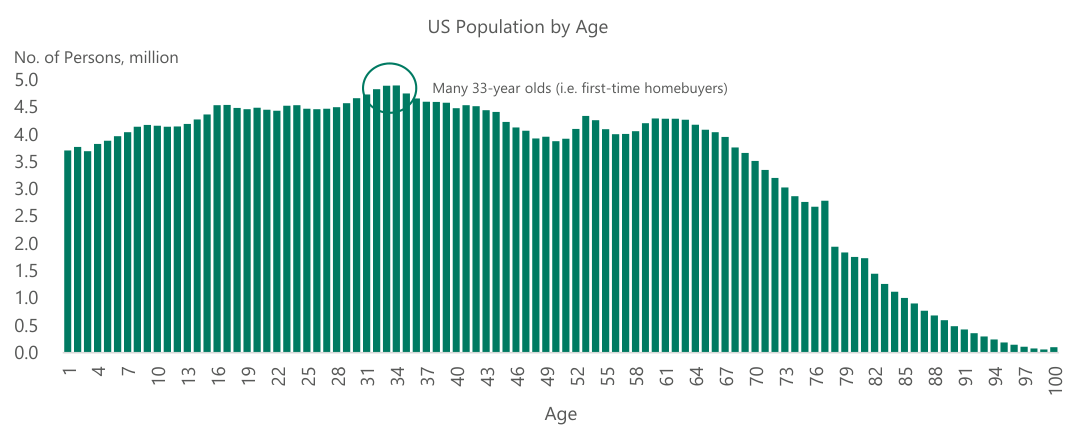 US Population by Age
No. of Persons, million
5.0
Many 33-year olds (i.e. first-time homebuyers)
4.5
4.0
3.5
3.0
2.5
2.0
1.5
1.0
0.5
0.0
1 4 7 10 13 16 19 22 25 28 31 34 37 40 43 46 49 52 55 58 61 64 67 70 73 76 79 82 85 88 91 94 97 100
Age